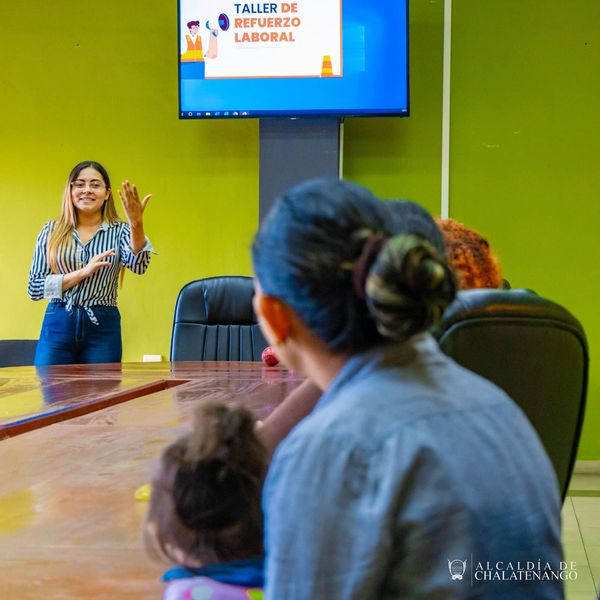 TALLER DE
REFUERZO
LABORAL
ALCALDÍA DE
CHALATENANGO